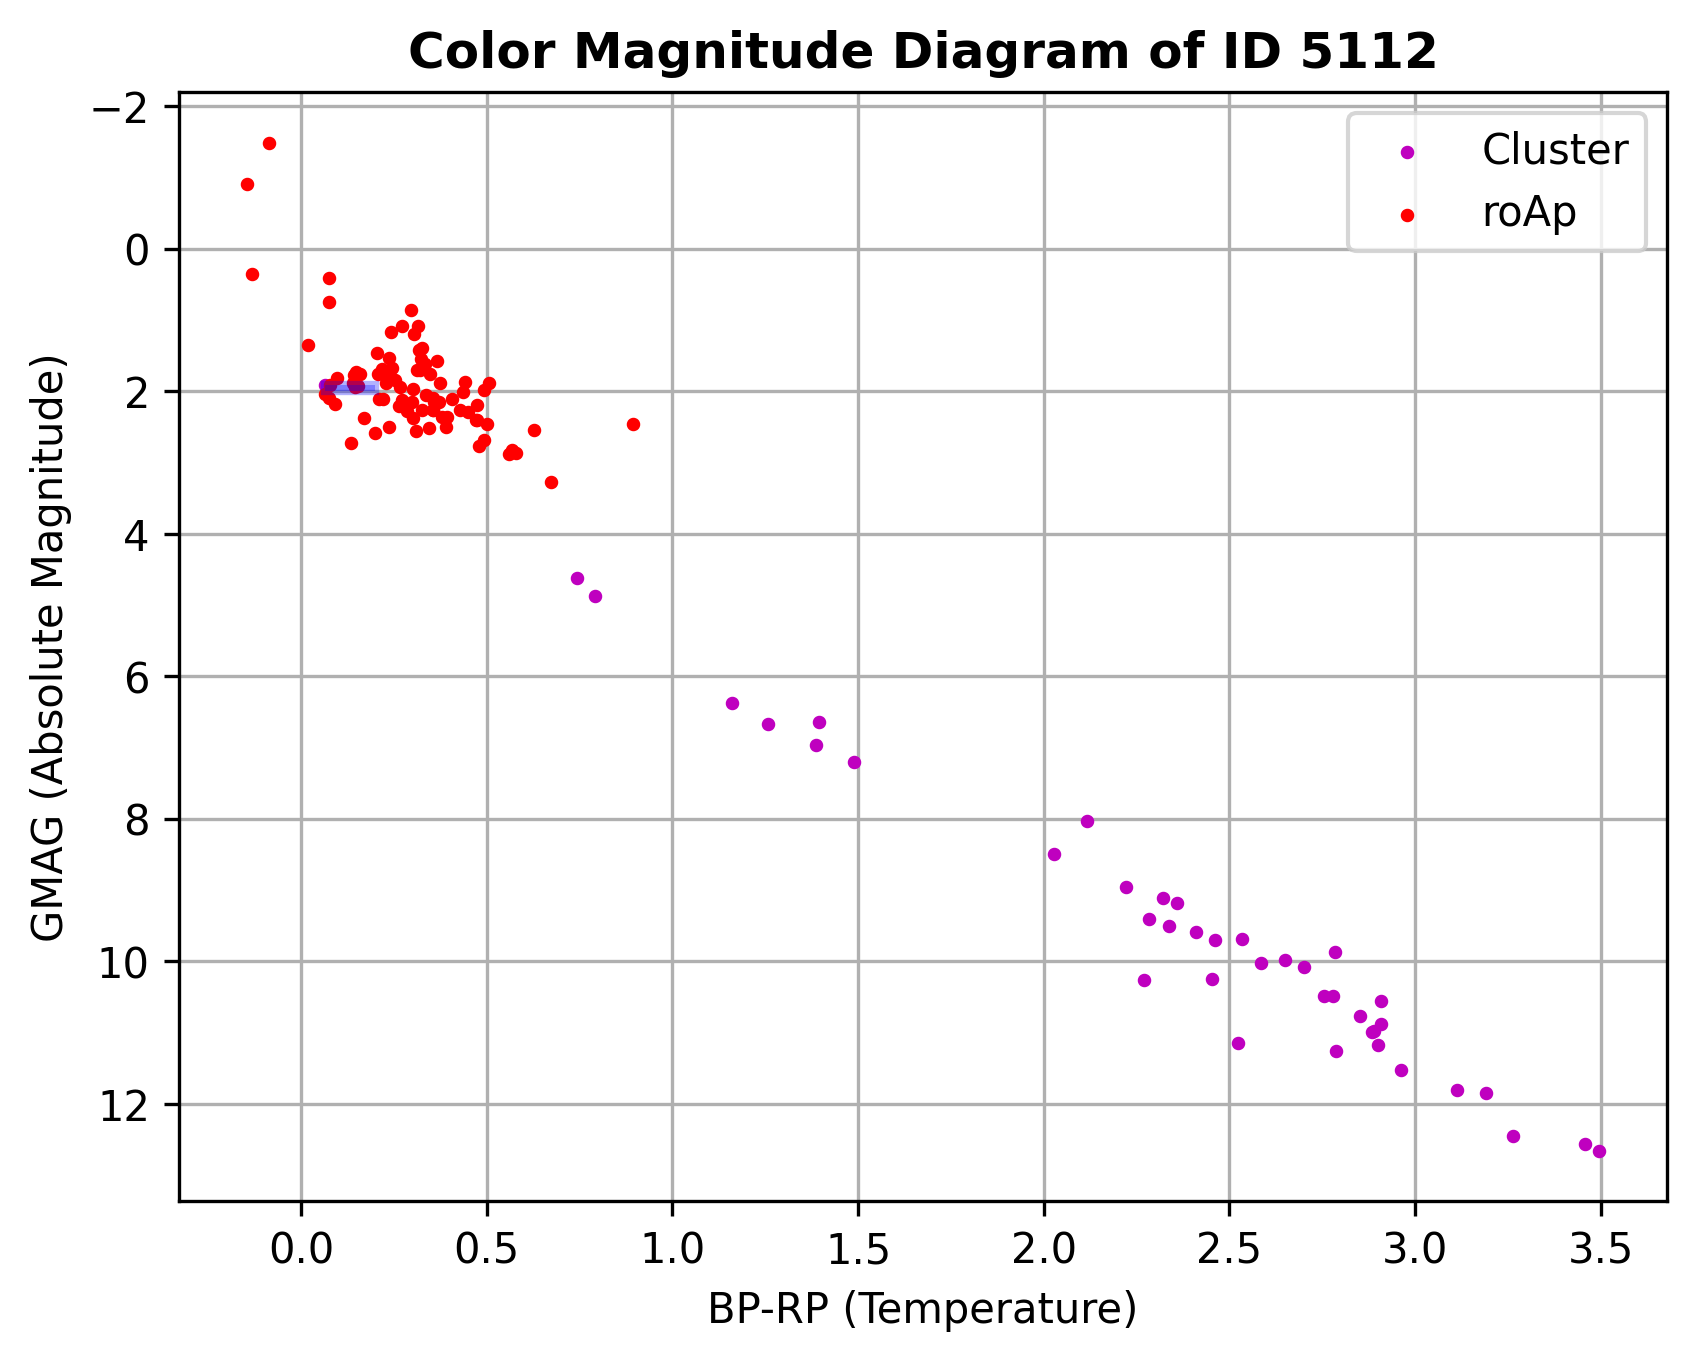 Color Magnitude Diagram of ID 5112
Cluster
roAp
GMAG (Absolute Magnitude)
−2
0
2
4
6
8
10
12
0.0 0.5 1.0 1.5 2.0 2.5 3.0 3.5
BP-RP (Temperature)